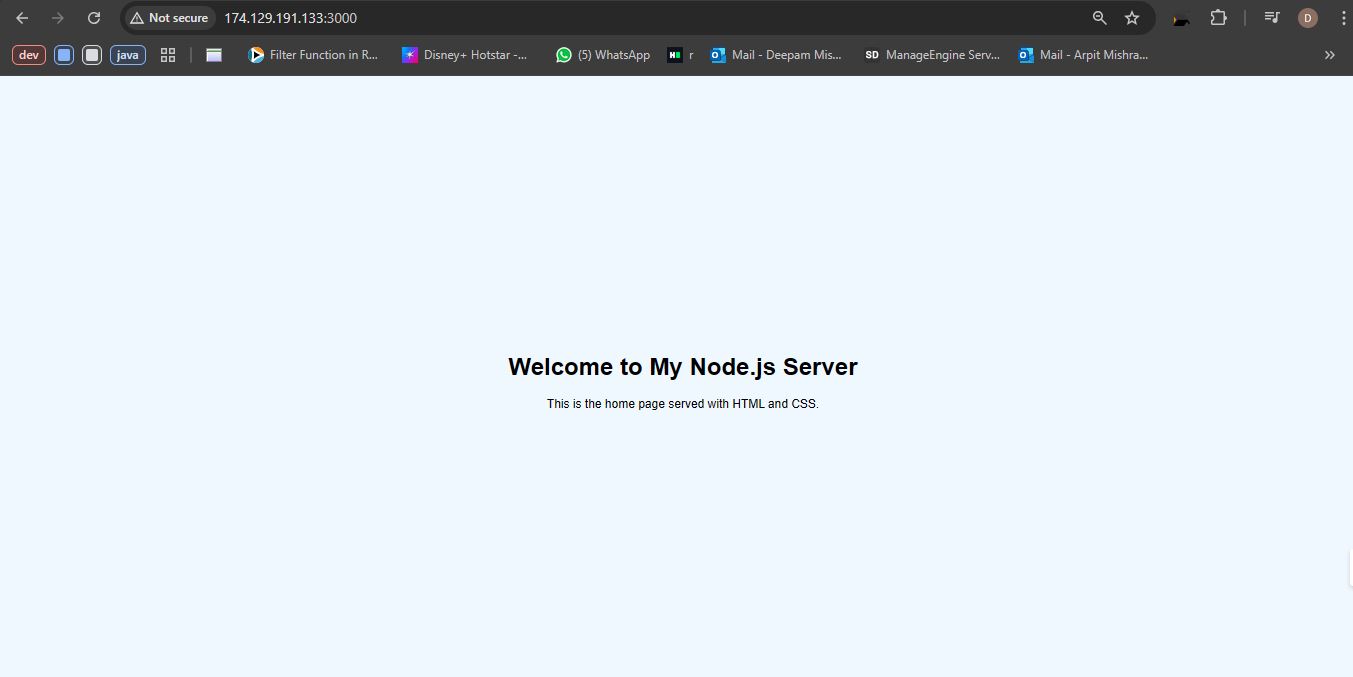 Not secure 174.129.191.133:3000 D
dev java Filter Function in R... Disney+ Hotstar -... (5) WhatsApp r Mail - Deepam Mis... SD ManageEngine Serv... Mail - Arpit Mishra...
Welcome to My Node.js Server
This is the home page served with HTML and CSS.